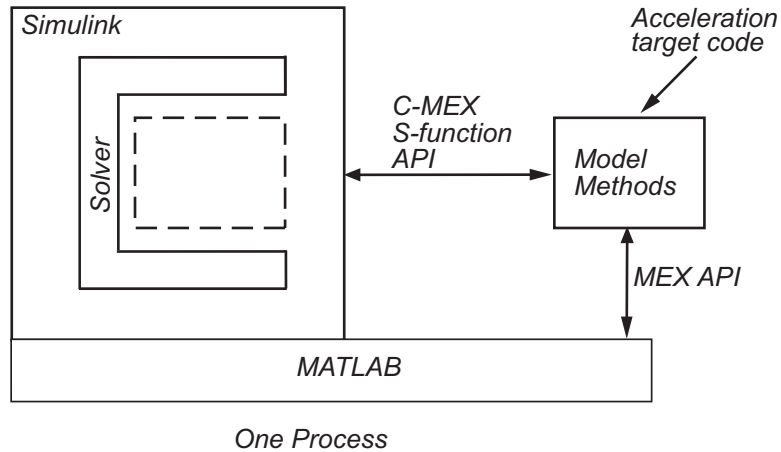 Simulink
Acceleration
target code
C-MEX
S-function
API
Solver
Model
Methods
MEX API
MATLAB
One Process